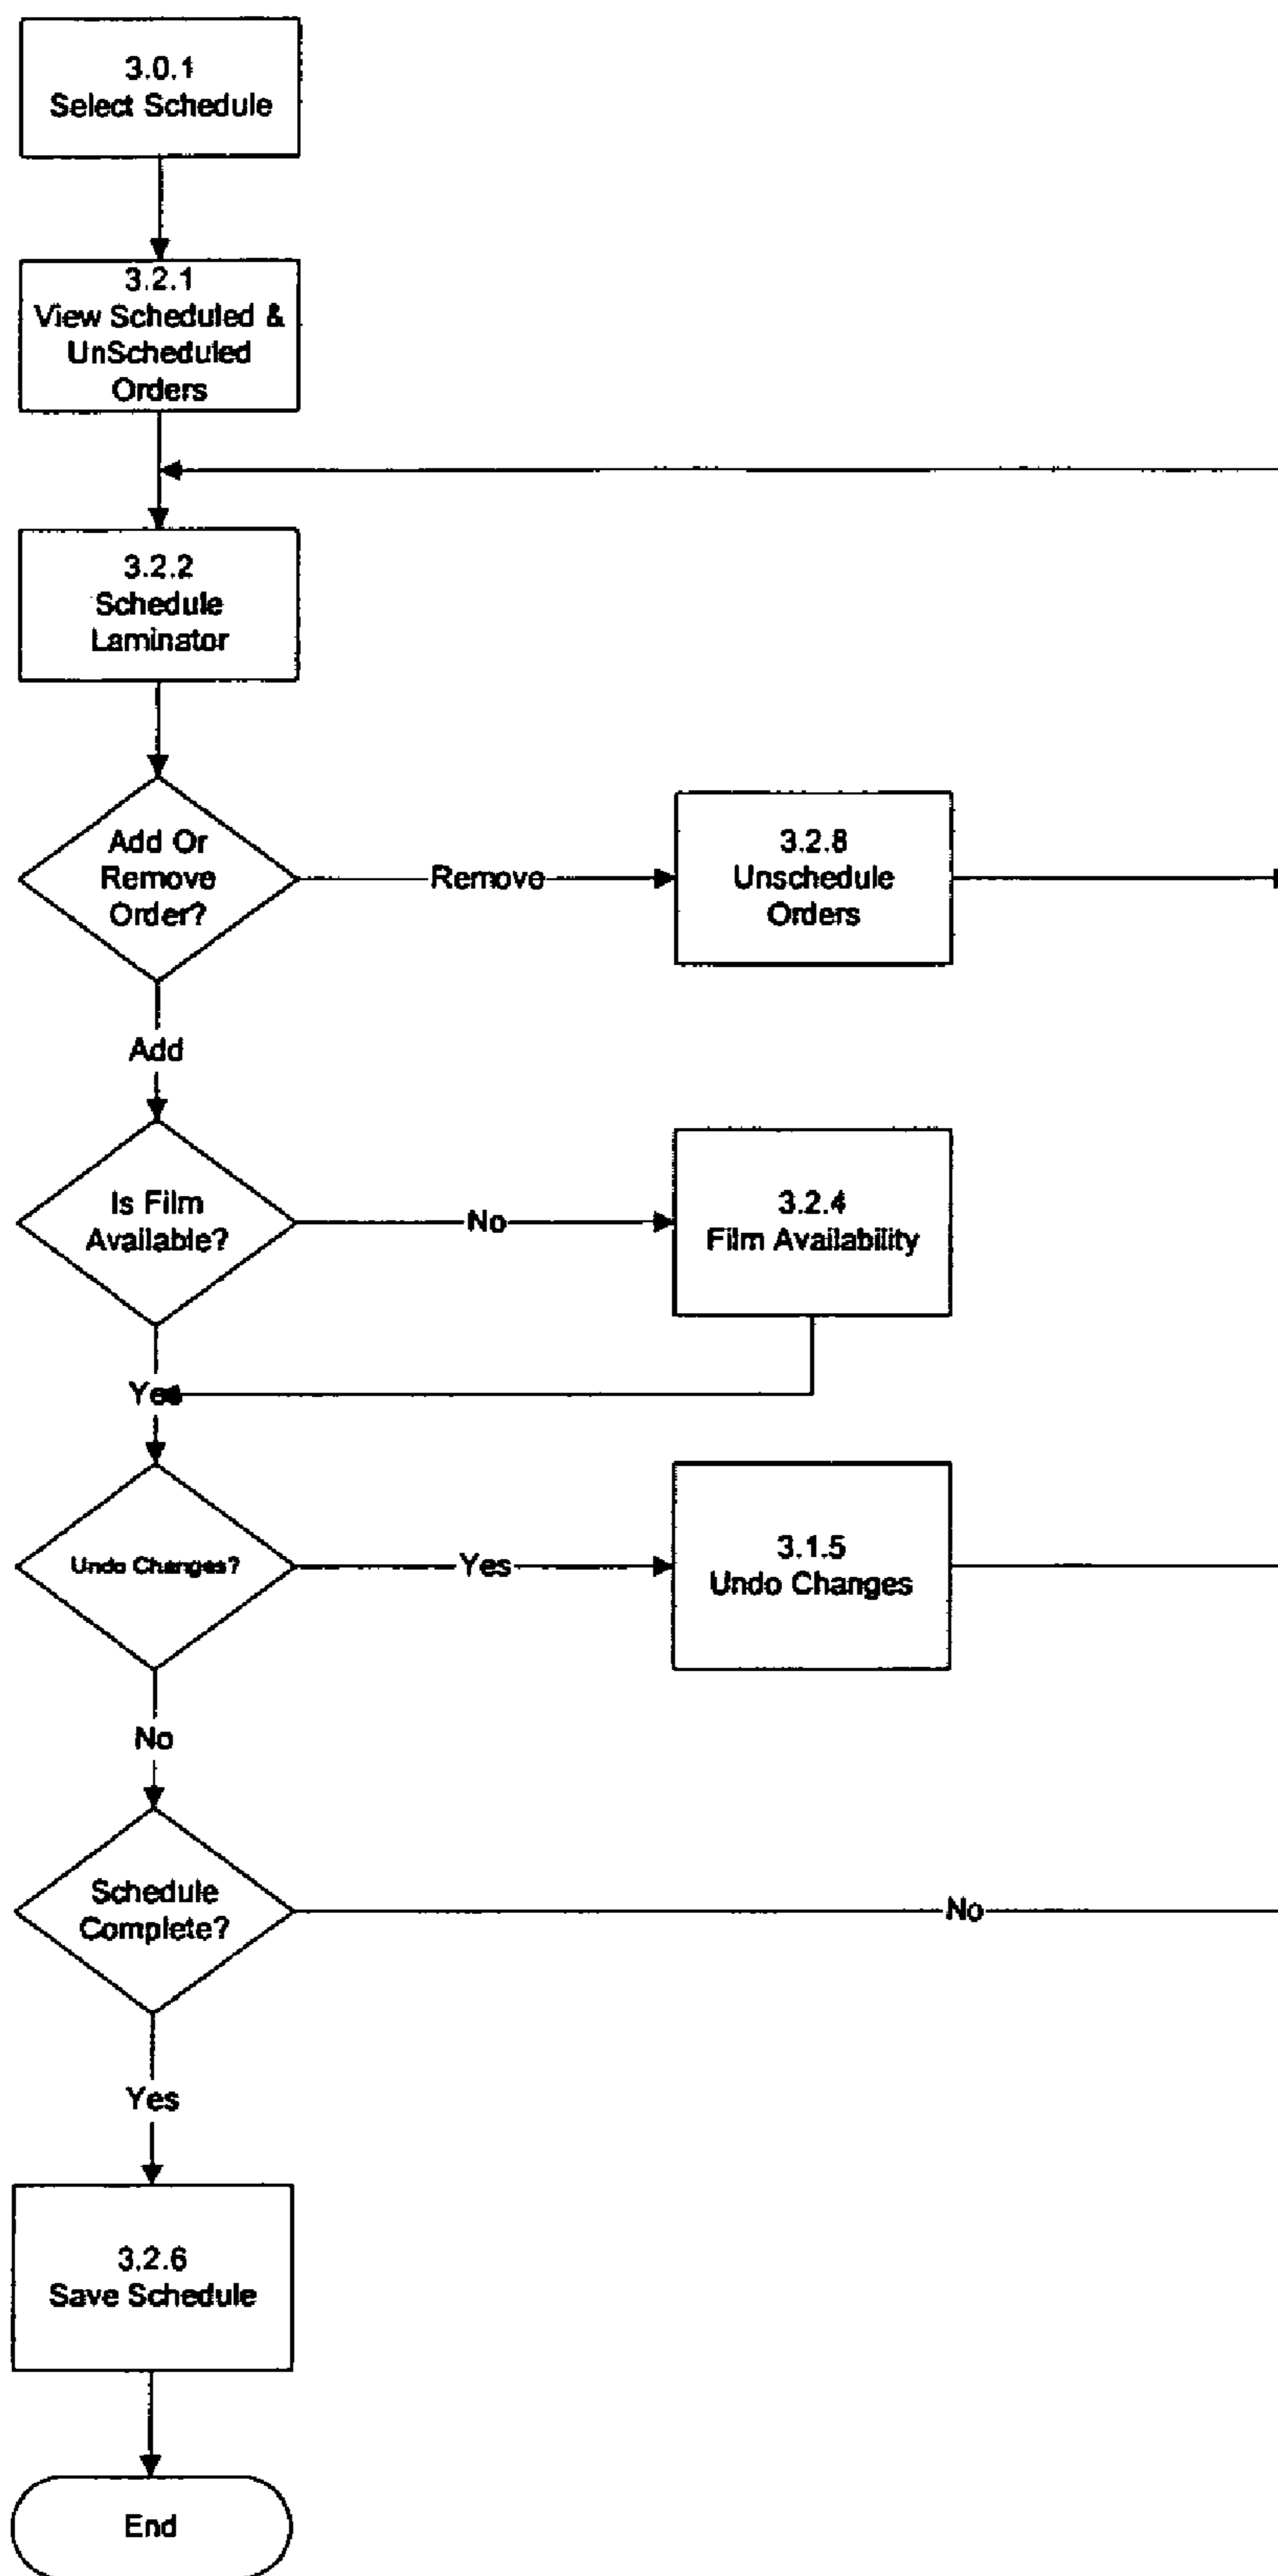 3.0.1
Select Schedule
3.2.1
View Scheduled &
UnScheduled
Orders
3.2.2
Schedule
Laminator
Add Or
Remove
Order?
Remove
3.2.8
Unschedule
Orders
Add
Is Film
Available?
No
3.2.4
Film Availability
Yes
Undo Changes?
Yes
3.1.5
Undo Changes
No
Schedule
Complete?
No
Yes
3.2.6
Save Schedule
End